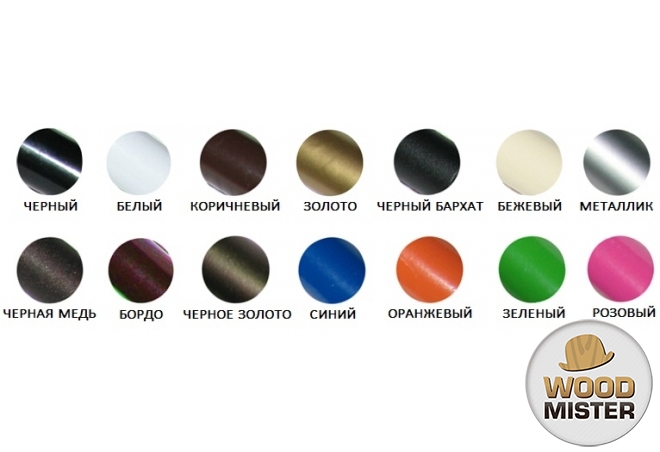 ЧЕРНЫЙ БЕЛЫЙ КОРИЧНЕВЫЙ ЗОЛОТО ЧЕРНЫЙ БАРХАТ БЕЖЕВЫЙ МЕТАЛЛИК
ЧЕРНАЯ МЕДЬ БОРДО ЧЕРНОЕ ЗОЛОТО СИНИЙ ОРАНЖЕВЫЙ ЗЕЛЕНЫЙ РОЗОВЫЙ
WOOD
MISTER